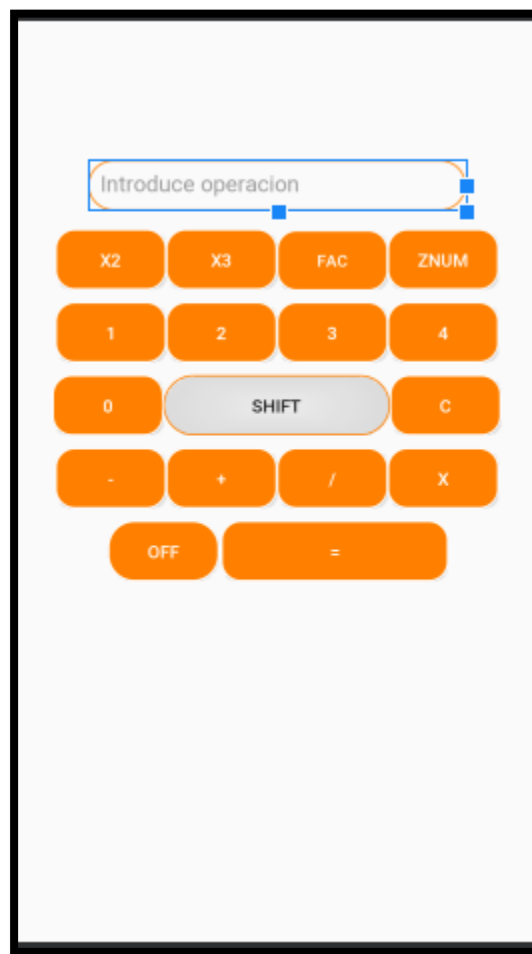 Introduce operacion
X2 X3 FAC ZNUM
1 2 3 4
0 SHIFT C
- + / X
OFF =